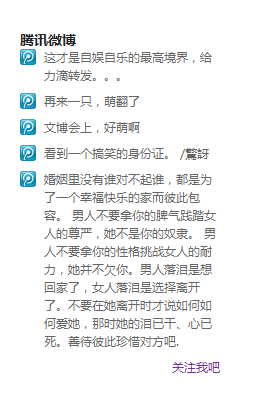 腾讯微博
这才是自娱自乐的最高境界，给
力滴转发。。。
再来一只，萌翻了
文博会上，好萌啊
看到一个搞笑的身份证。 /驚訝
婚姻里没有谁对不起谁，都是为
了一个幸福快乐的家而彼此包
容。 男人不要拿你的脾气践踏女
人的尊严，她不是你的奴隶。 男
人不要拿你的性格挑战女人的耐
力，她并不欠你。男人落泪是想
回家了，女人落泪是选择离开
了。不要在她离开时才说如何如
何爱她，那时她的泪已干、心已
死。善待彼此珍惜对方吧.
关注我吧